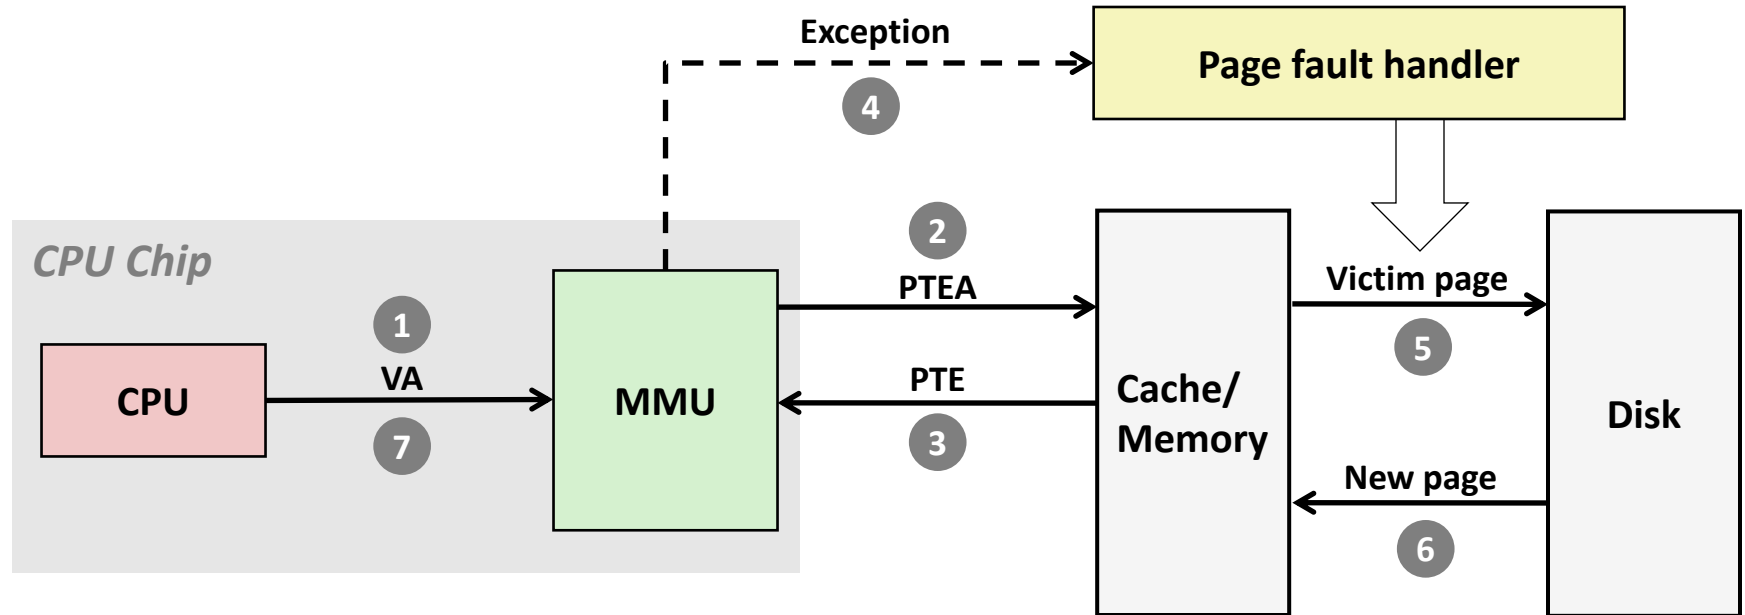 Exception
4
Page fault handler
CPU Chip
2
PTEA
Victim page
5
1
VA
7
CPU
MMU
PTE
3
Cache/
Memory
Disk
New page
6